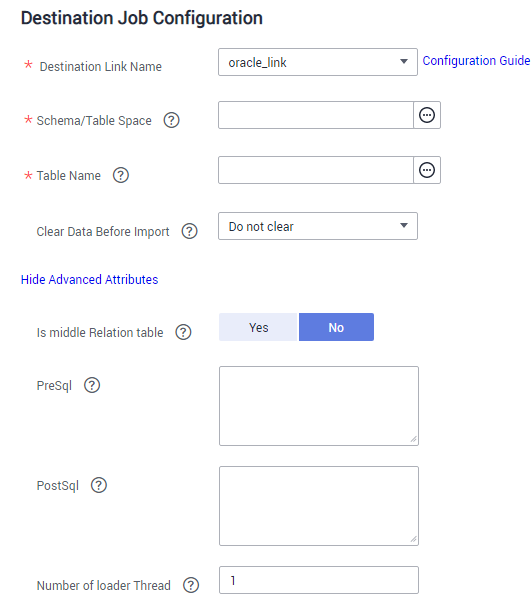 Destination Job Configuration
* Destination Link Name oracle_link Configuration Guide
* Schema/Table Space ?
* Table Name ?
Clear Data Before Import ? Do not clear
Hide Advanced Attributes
Is middle Relation table ? Yes No
PreSql ?
PostSql ?
Number of loader Thread ? 1